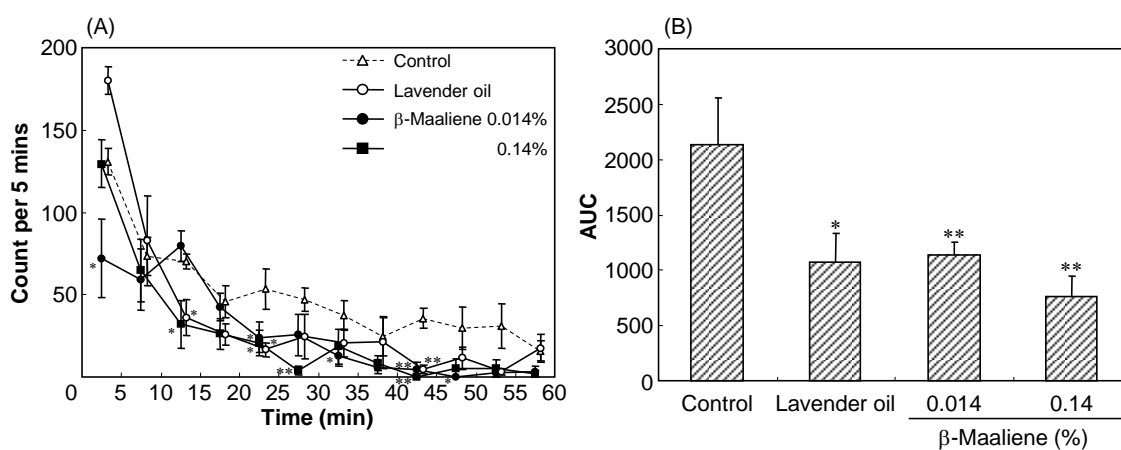 (A)
200
150
100
50
Count per 5 mins
Control
Lavender oil
β-Maaliene 0.014%
0.14%
*
*
*
*
*
*
**
*
**
**
**
*
0 5 10 15 20 25 30 35 40 45 50 55 60
Time (min)
(B)
3000
2500
2000
1500
1000
500
0
AUC
*
**
**
Control Lavender oil 0.014 0.14
β-Maaliene (%)